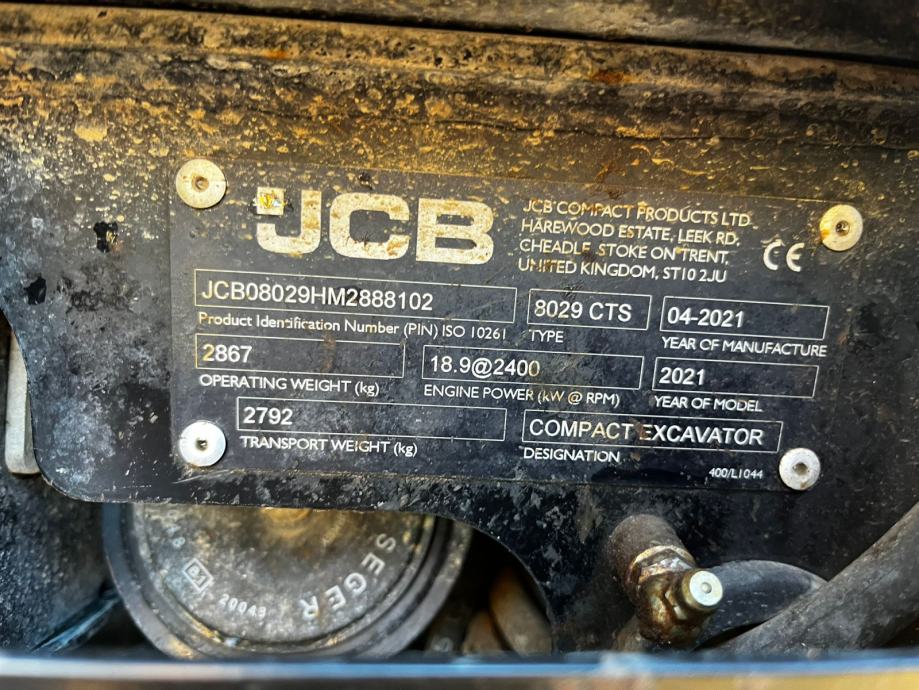 JCB
JCB COMPACT PRODUCTS LTD
HAREWOOD ESTATE, LEEK RD.
CHEADLE, STOKE ON TRENT,
UNITED KINGDOM, ST10 2JU
CE
JCB08029HM2888102
Product Identification Number (PIN) ISO 10261
8029 CTS
TYPE
04-2021
YEAR OF MANUFACTURE
2867
OPERATING WEIGHT (kg)
18.9@2400
ENGINE POWER (kW @ RPM)
2021
YEAR OF MODEL
2792
TRANSPORT WEIGHT (kg)
COMPACT EXCAVATOR
DESIGNATION
400/L1044
SEGER
20048